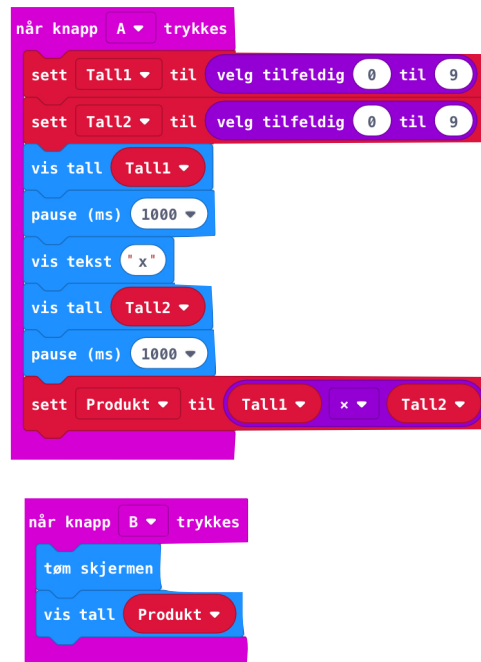 når knapp A trykkes
sett Tall1 til velg tilfeldig 0 til 9
sett Tall2 til velg tilfeldig 0 til 9
vis tall Tall1
pause (ms) 1000
vis tekst "x"
vis tall Tall2
pause (ms) 1000
sett Produkt til Tall1 × Tall2
når knapp B trykkes
tøm skjermen
vis tall Produkt